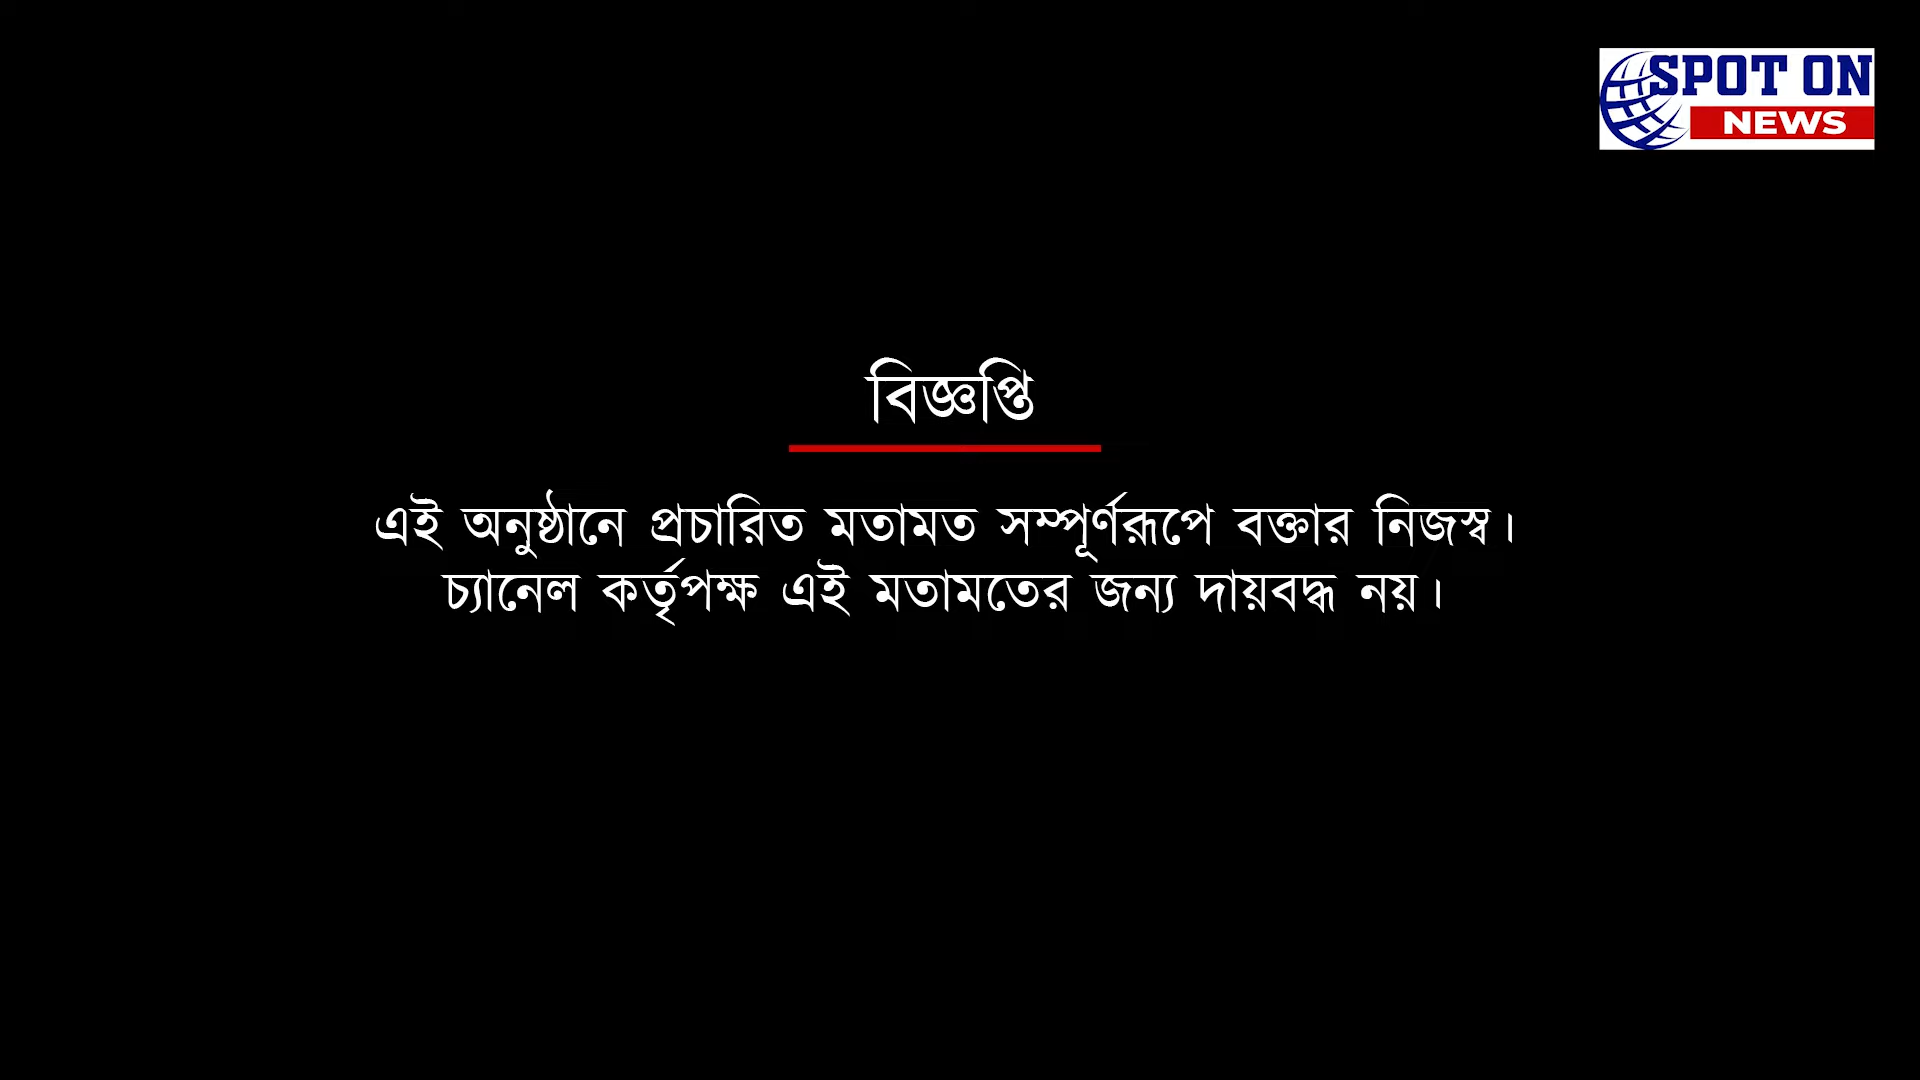 SPOT ON
NEWS
বিজ্ঞপ্তি
এই অনুষ্ঠানে প্রচারিত মতামত সম্পূর্ণরূপে বক্তার নিজস্ব।
চ্যানেল কর্তৃপক্ষ এই মতামতের জন্য দায়বদ্ধ নয়।